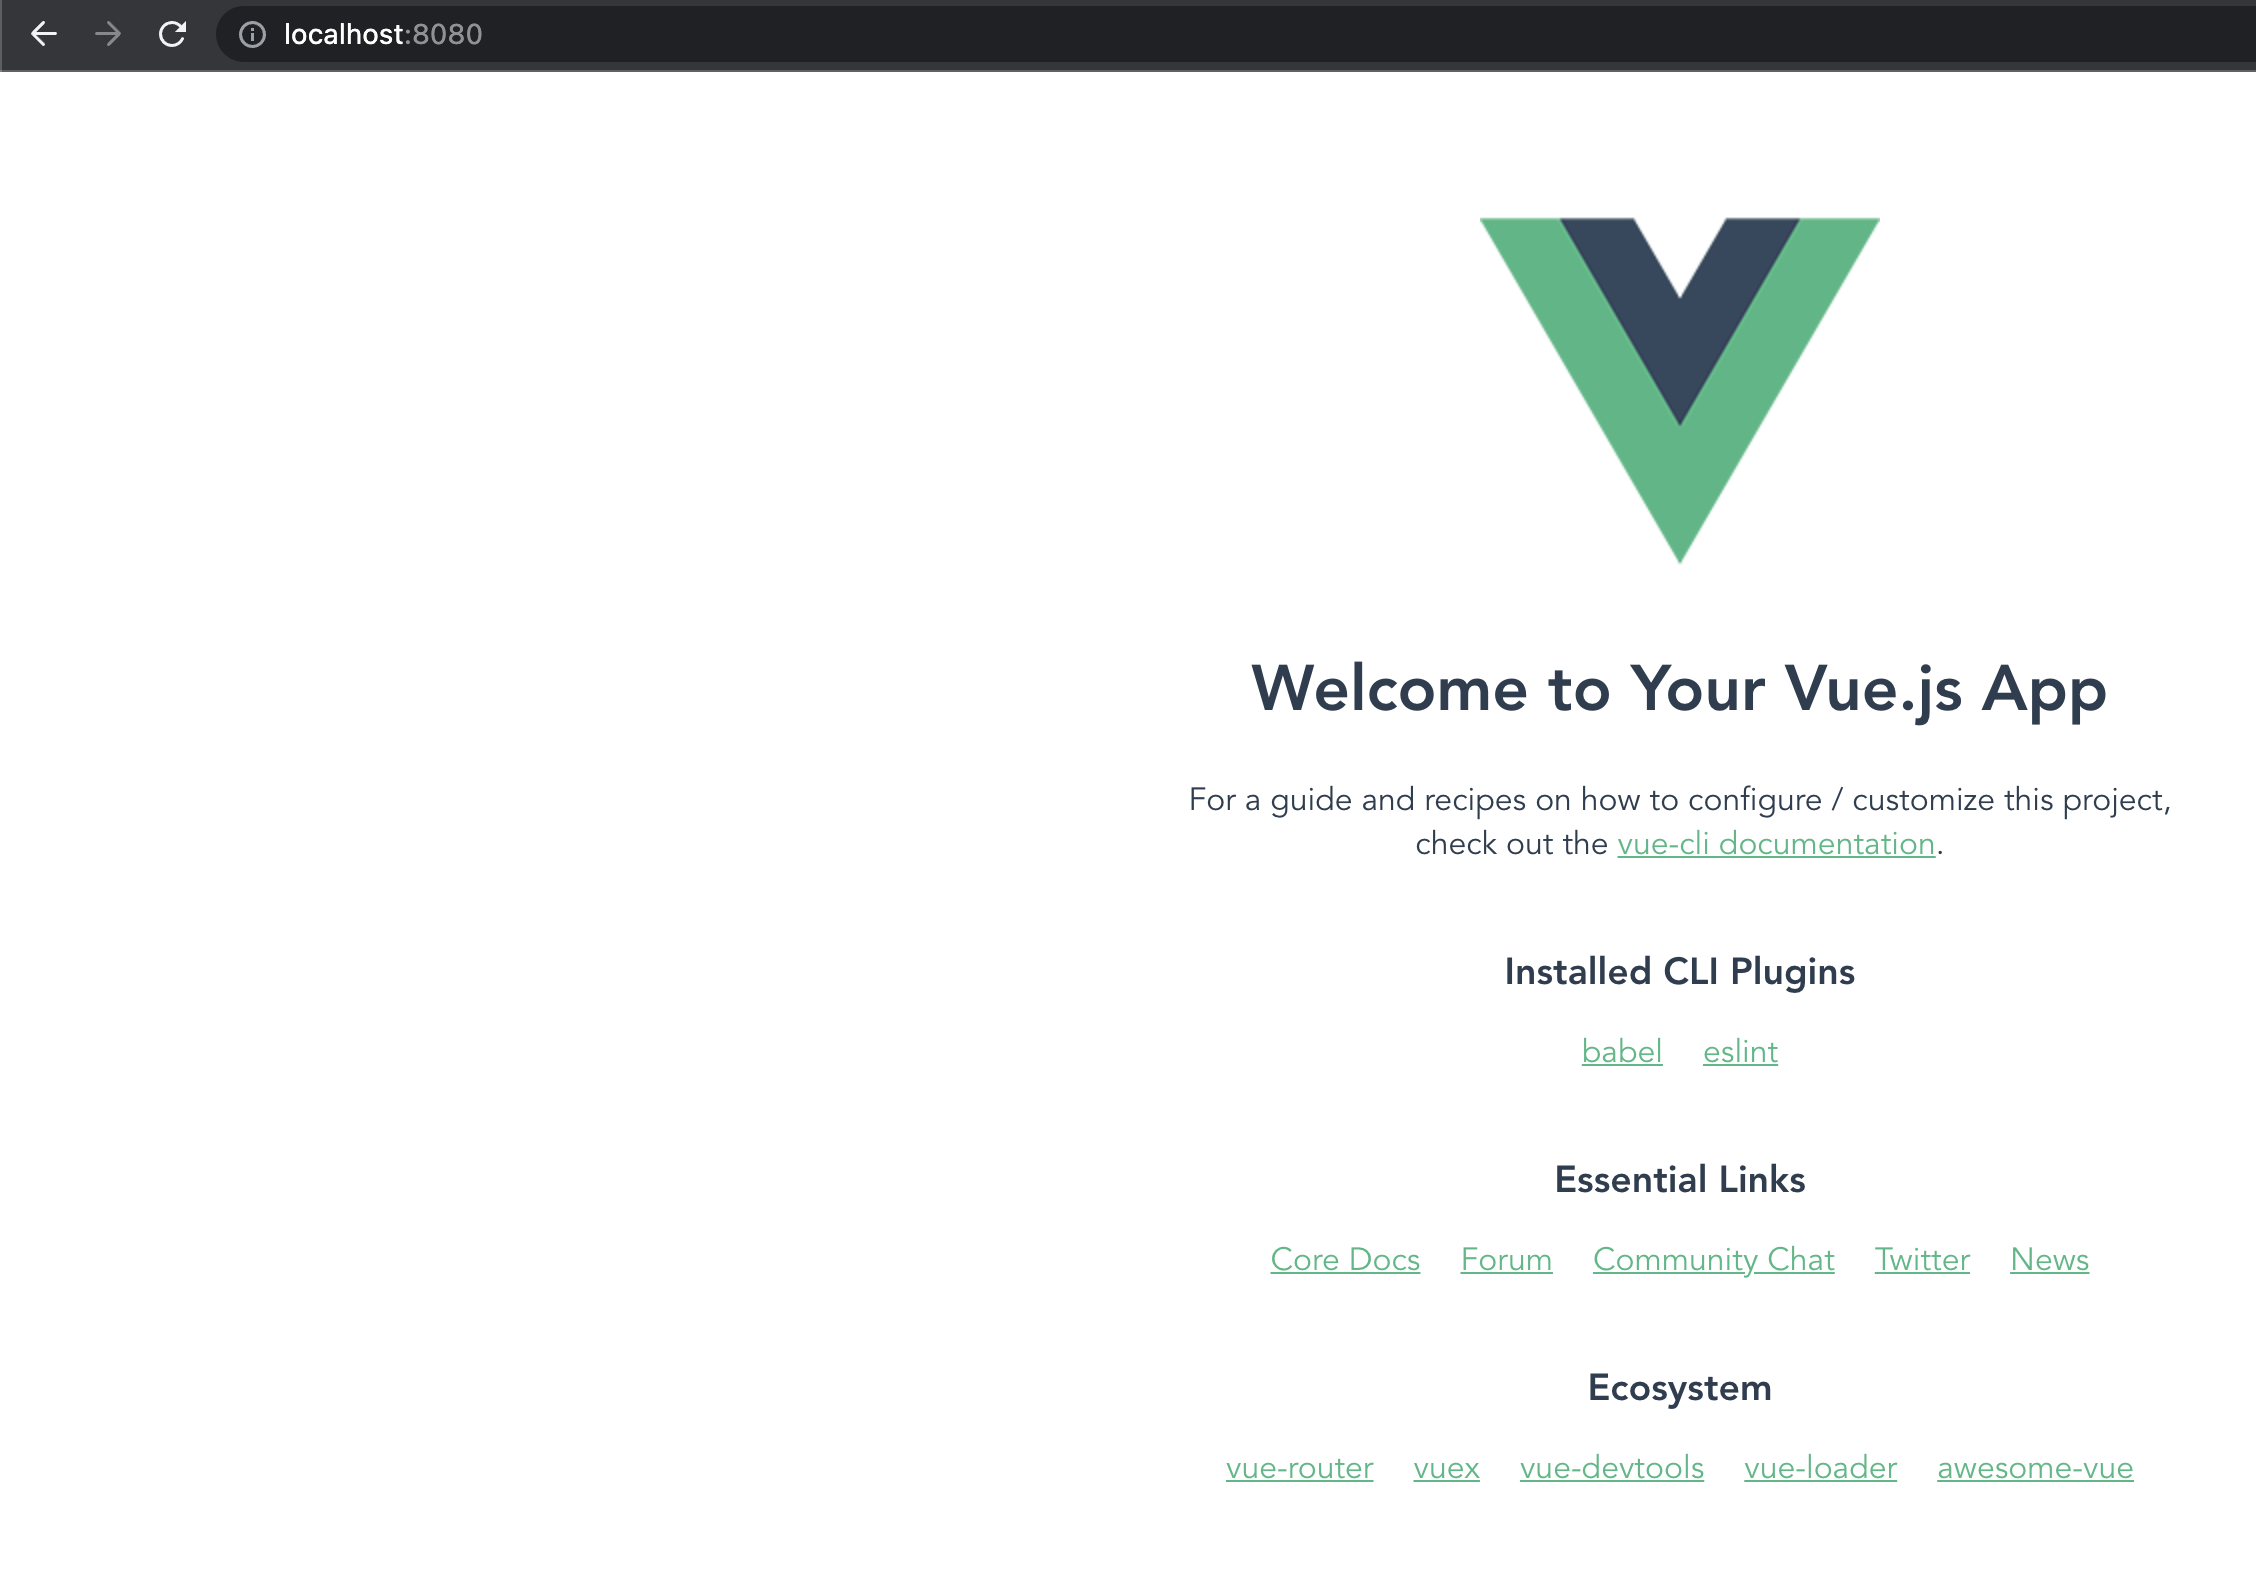 localhost:8080
Welcome to Your Vue.js App
For a guide and recipes on how to configure / customize this project,
check out the vue-cli documentation.
Installed CLI Plugins
babel eslint
Essential Links
Core Docs Forum Community Chat Twitter News
Ecosystem
vue-router vuex vue-devtools vue-loader awesome-vue